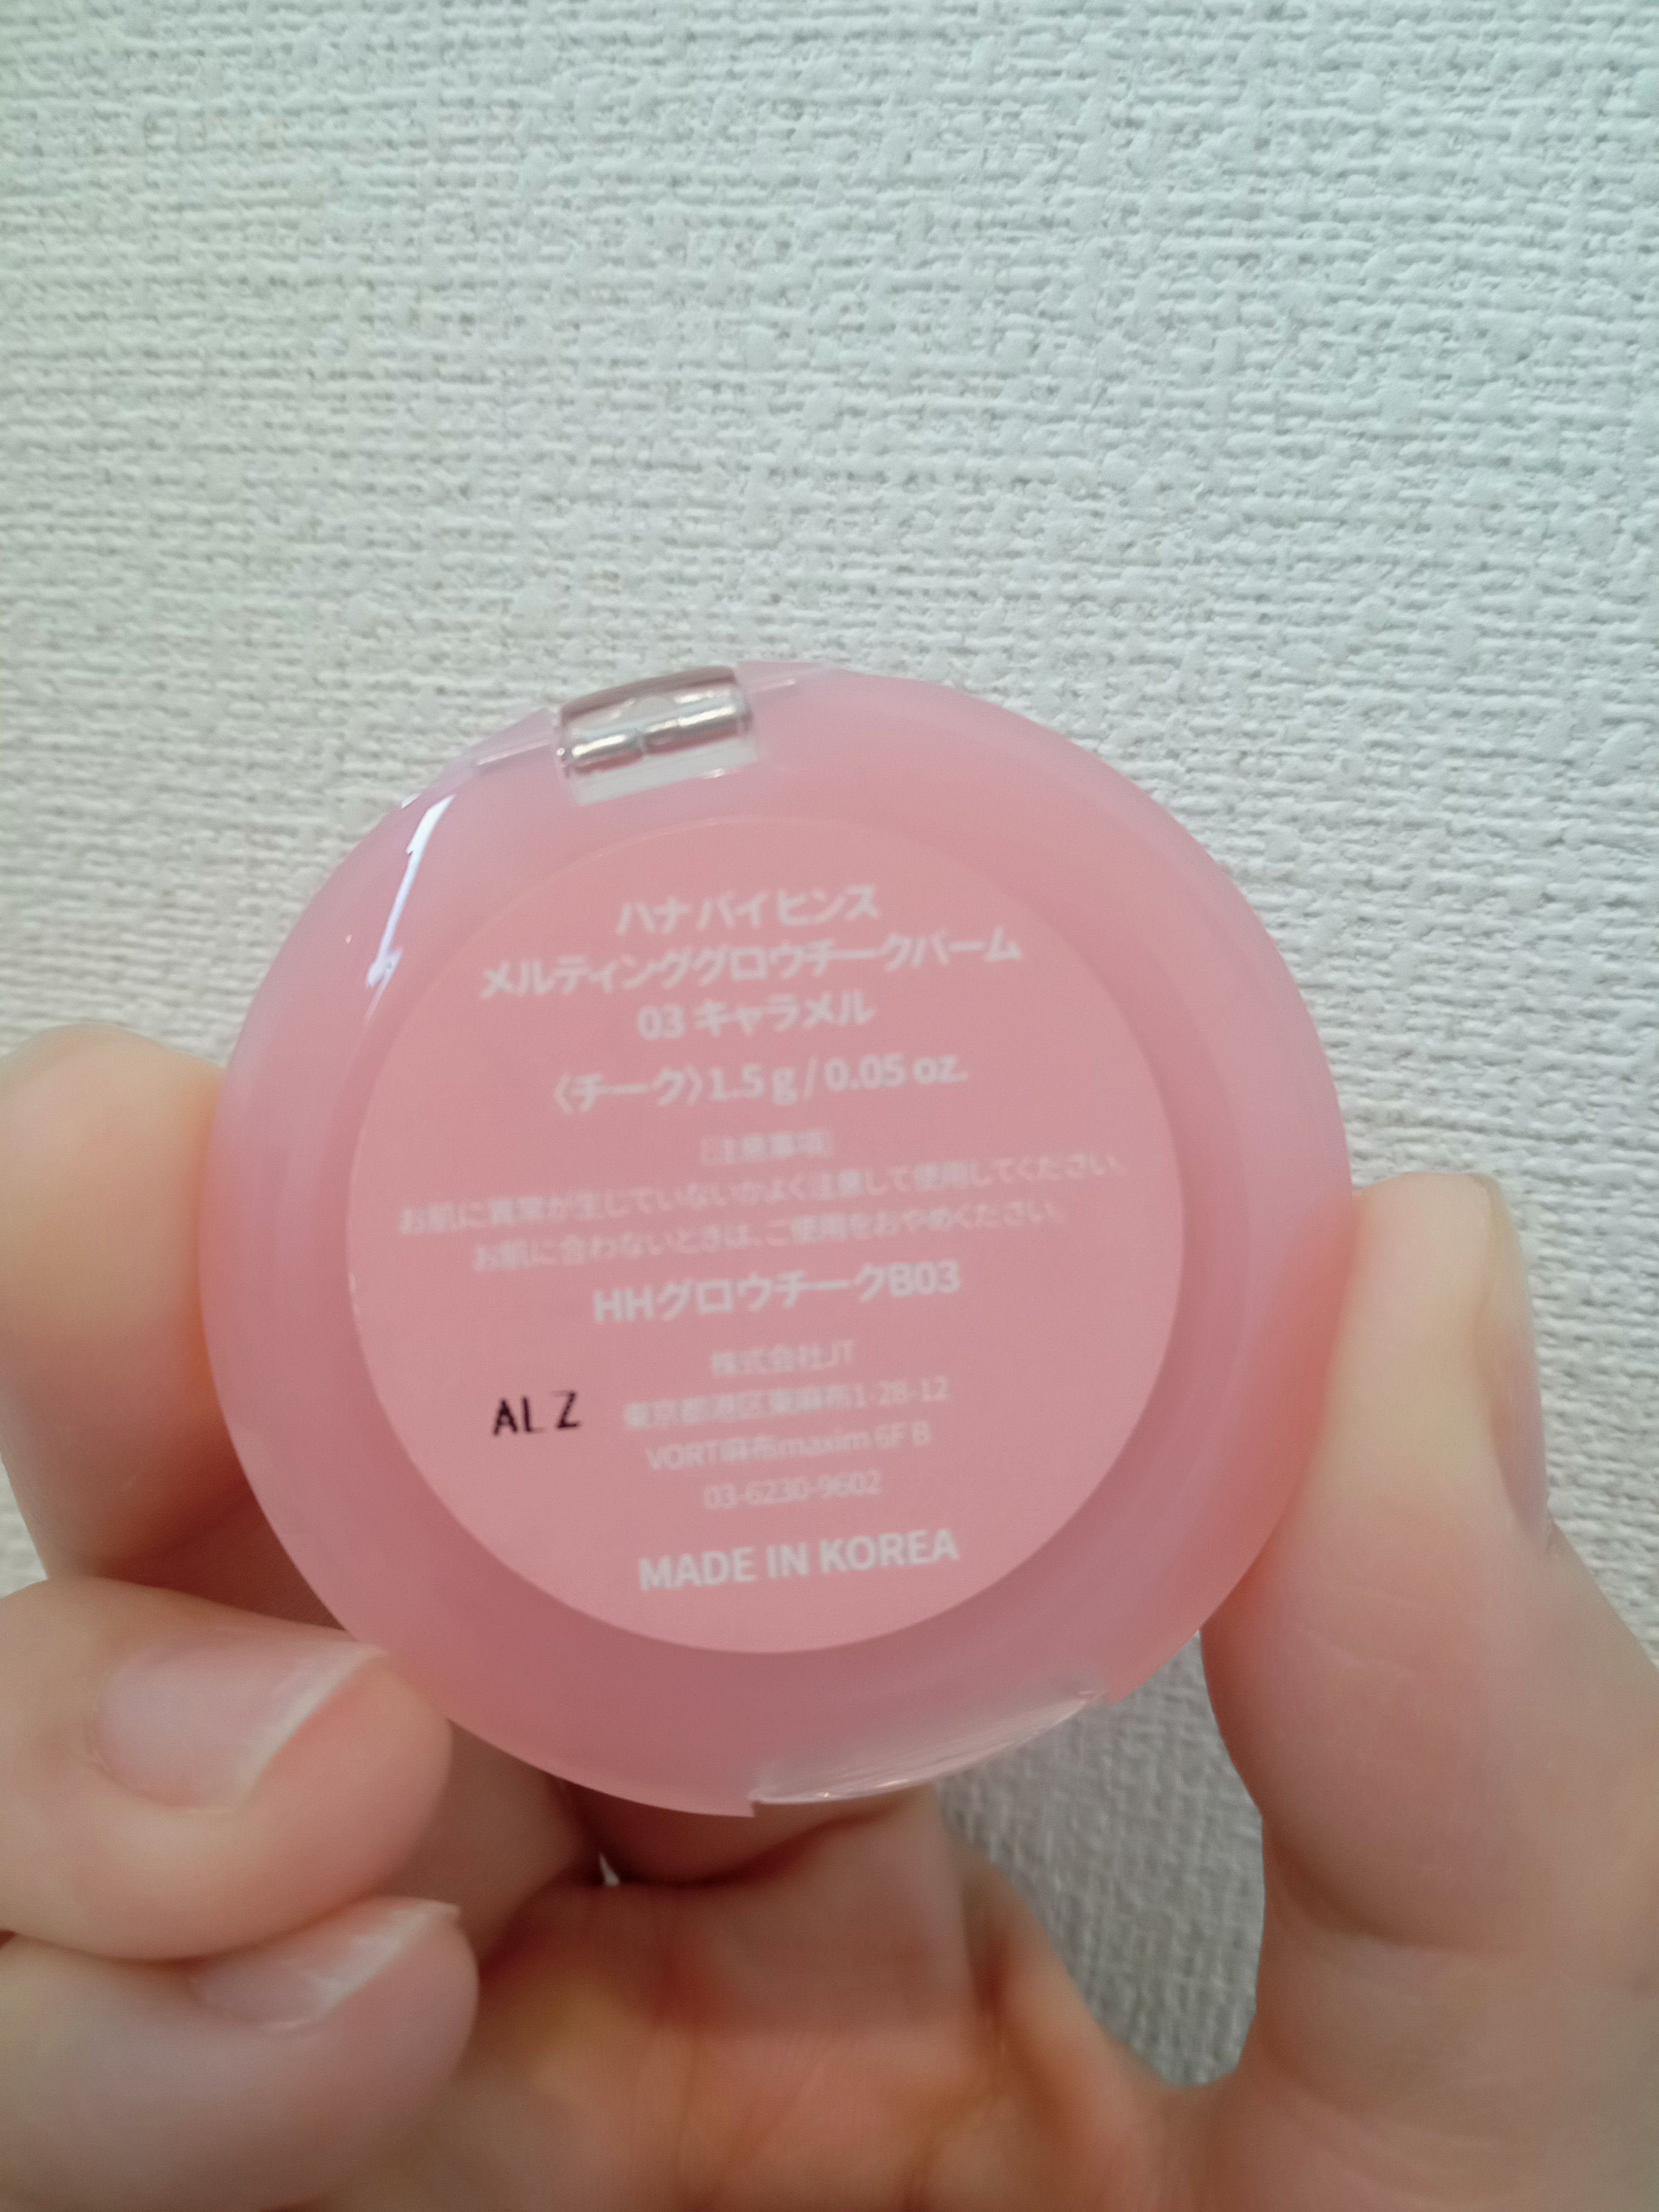 ハナ バイ ヒンス
メルティンググロウチークバーム
03 キャラメル
〈チーク〉1.5 g / 0.05 oz.
〔注意事項〕
お肌に異常が生じていないかよく注意して使用してください。
お肌に合わないときは、ご使用をおやめください。
HHグロウチークB03
株式会社JT
東京都港区東麻布1-28-12
VORT麻布maxim 6F B
03-6230-9602
AL Z
MADE IN KOREA